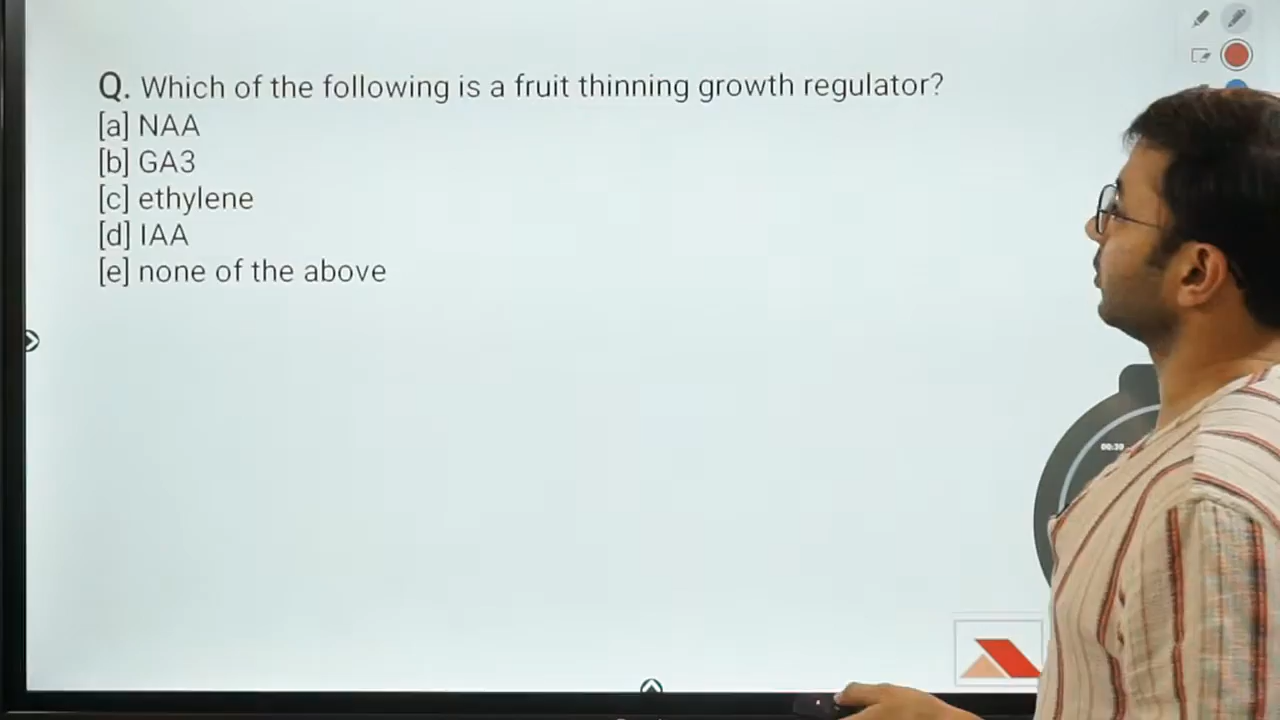 Q. Which of the following is a fruit thinning growth regulator?
[a] NAA
[b] GA3
[c] ethylene
[d] IAA
[e] none of the above